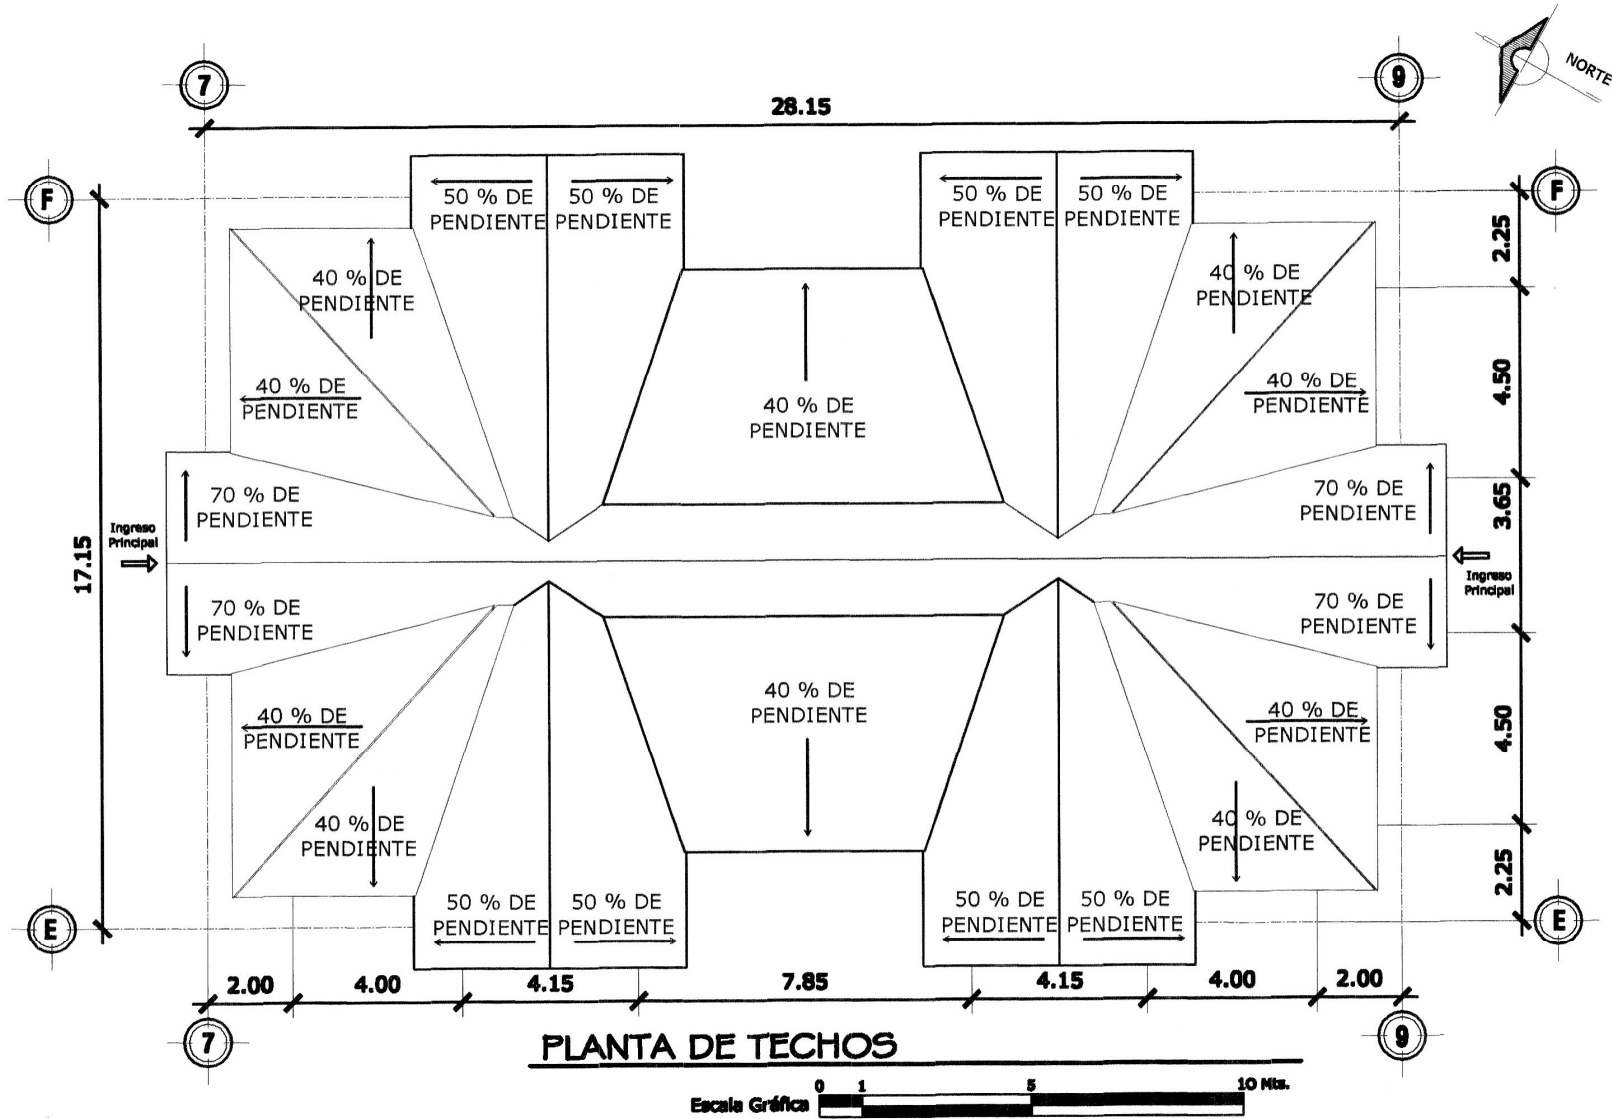 NORTE
7
9
28.15
F
F
50 % DE
PENDIENTE
50 % DE
PENDIENTE
50 % DE
PENDIENTE
50 % DE
PENDIENTE
2.25
40 % DE
PENDIENTE
40 % DE
PENDIENTE
40 % DE
PENDIENTE
40 % DE
PENDIENTE
40 % DE
PENDIENTE
4.50
70 % DE
PENDIENTE
70 % DE
PENDIENTE
3.65
Ingreso
Principal
17.15
Ingreso
Principal
70 % DE
PENDIENTE
70 % DE
PENDIENTE
40 % DE
PENDIENTE
40 % DE
PENDIENTE
40 % DE
PENDIENTE
4.50
40 % DE
PENDIENTE
40 % DE
PENDIENTE
2.25
50 % DE
PENDIENTE
50 % DE
PENDIENTE
50 % DE
PENDIENTE
50 % DE
PENDIENTE
E
E
2.00
4.00
4.15
7.85
4.15
4.00
2.00
7
9
PLANTA DE TECHOS
Escala Gráfica
0
1
5
10 Mts.